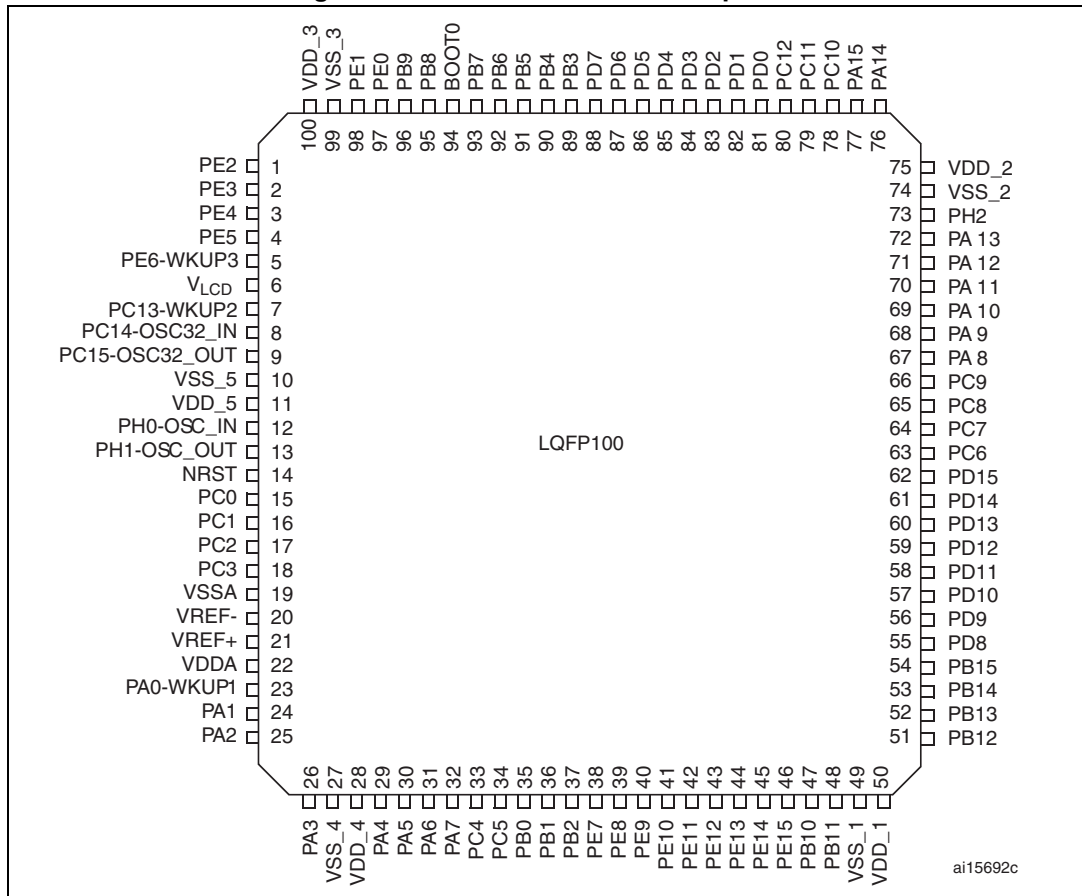 VDD_3
VSS_3
PE1
PE0
PB9
PB8
BOOT0
PB7
PB6
PB5
PB4
PB3
PD7
PD6
PD5
PD4
PD3
PD2
PD1
PD0
PC12
PC11
PC10
PA15
PA14
100
99
98
97
96
95
94
93
92
91
90
89
88
87
86
85
84
83
82
81
80
79
78
77
76
PE2 1
PE3 2
PE4 3
PE5 4
PE6-WKUP3 5
VLCD 6
PC13-WKUP2 7
PC14-OSC32_IN 8
PC15-OSC32_OUT 9
VSS_5 10
VDD_5 11
PH0-OSC_IN 12
PH1-OSC_OUT 13
NRST 14
PC0 15
PC1 16
PC2 17
PC3 18
VSSA 19
VREF- 20
VREF+ 21
VDDA 22
PA0-WKUP1 23
PA1 24
PA2 25
LQFP100
75 VDD_2
74 VSS_2
73 PH2
72 PA 13
71 PA 12
70 PA 11
69 PA 10
68 PA 9
67 PA 8
66 PC9
65 PC8
64 PC7
63 PC6
62 PD15
61 PD14
60 PD13
59 PD12
58 PD11
57 PD10
56 PD9
55 PD8
54 PB15
53 PB14
52 PB13
51 PB12
26
27
28
29
30
31
32
33
34
35
36
37
38
39
40
41
42
43
44
45
46
47
48
49
50
PA3
VSS_4
VDD_4
PA4
PA5
PA6
PA7
PC4
PC5
PB0
PB1
PB2
PE7
PE8
PE9
PE10
PE11
PE12
PE13
PE14
PE15
PB10
PB11
VSS_1
VDD_1
ai15692c